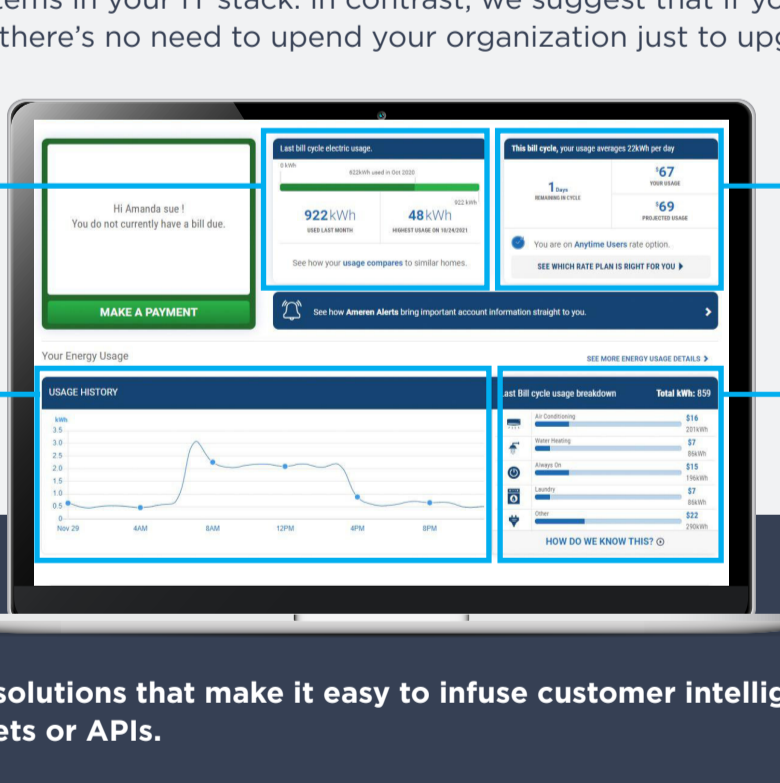 tems in your IT stack. In contrast, we suggest that if yo
there's no need to upend your organization just to upg
Hi Amanda sue !
You do not currently have a bill due.
MAKE A PAYMENT
Last bill cycle electric usage.
0 kWh
922kWh used in Oct 2020
922 kWh
922 kWh
USED LAST MONTH
48 kWh
HIGHEST USAGE ON 10/24/2021
See how your usage compares to similar homes.
This bill cycle, your usage averages 22kWh per day
1 Days
REMAINING IN CYCLE
$67
YOUR USAGE
$69
PROJECTED USAGE
You are on Anytime Users rate option.
SEE WHICH RATE PLAN IS RIGHT FOR YOU
See how Ameren Alerts bring important account information straight to you.
Your Energy Usage
SEE MORE ENERGY USAGE DETAILS
USAGE HISTORY
kWh
3.5
3.0
2.5
2.0
1.5
1.0
0.5
0
Nov 29 4AM 8AM 12PM 4PM 8PM
ast Bill cycle usage breakdown Total kWh: 859
Air Conditioning $16
201kWh
Water Heating $7
86kWh
Always On $15
196kWh
Laundry $7
86kWh
Other $22
290kWh
HOW DO WE KNOW THIS?
solutions that make it easy to infuse customer intellig
ets or APIs.